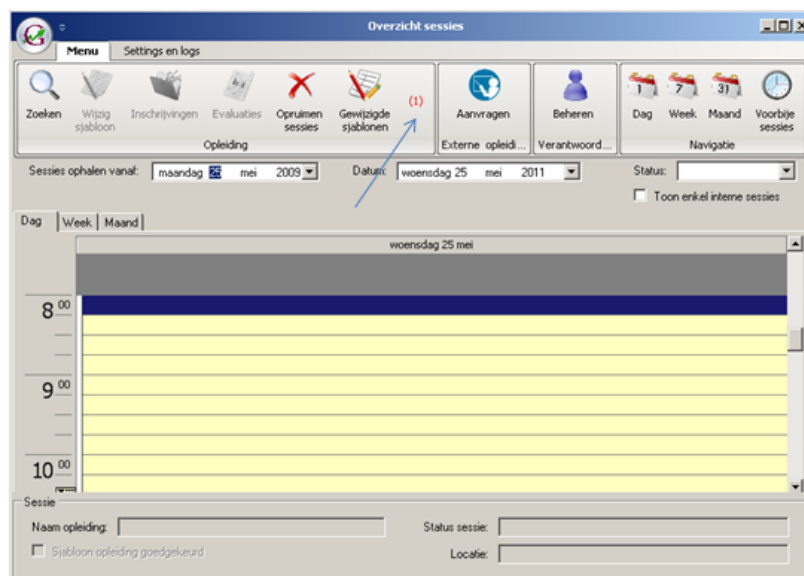 Overzicht sessies
Menu Settings en logs
Zoeken Wijzig sjabloon Inschrijvingen Evaluaties Opruimen sessies Gewijzigde sjablonen (1) Aanvragen Beheren Dag Week Maand Voorbije sessies
1 7 31
Opleiding Externe opleidi... Verantwoord... Navigatie
Sessies ophalen vanaf: maandag 25 mei 2009 Datum: woensdag 25 mei 2011 Status:
Toon enkel interne sessies
Dag Week Maand
woensdag 25 mei
8 00
9 00
10 00
Sessie
Naam opleiding: Status sessie:
Sjabloon opleiding goedgekeurd Locatie: